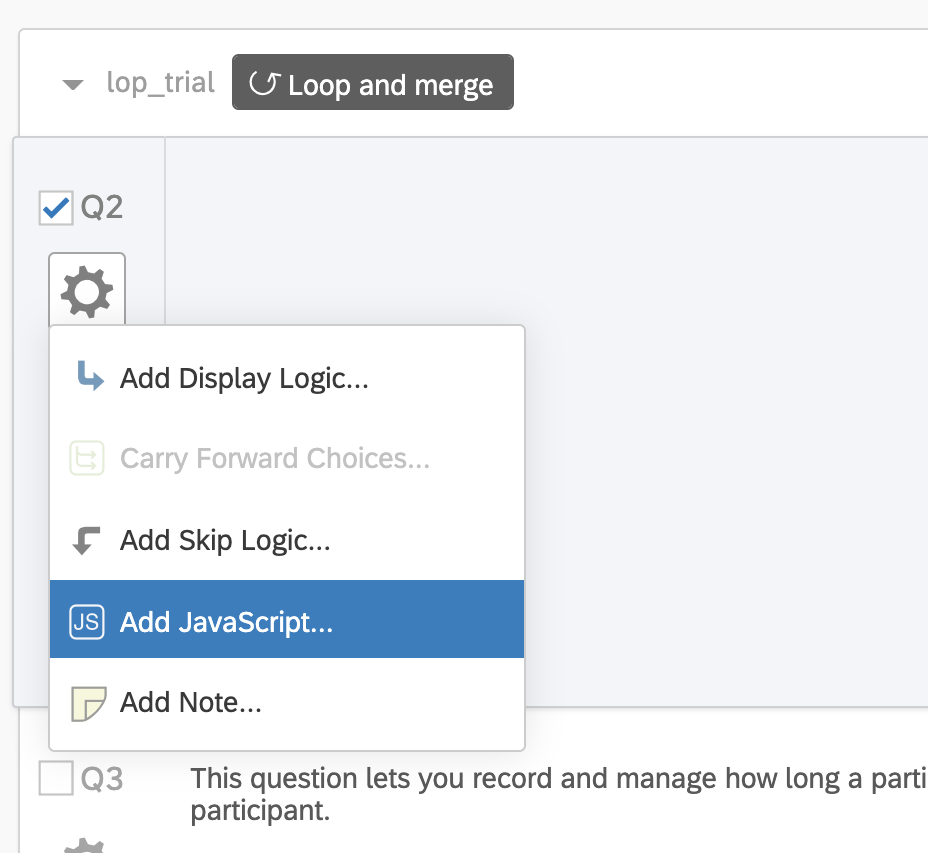 lop_trial Loop and merge
Q2
Add Display Logic...
Carry Forward Choices...
Add Skip Logic...
JS Add JavaScript...
Add Note...
Q3 This question lets you record and manage how long a parti
participant.